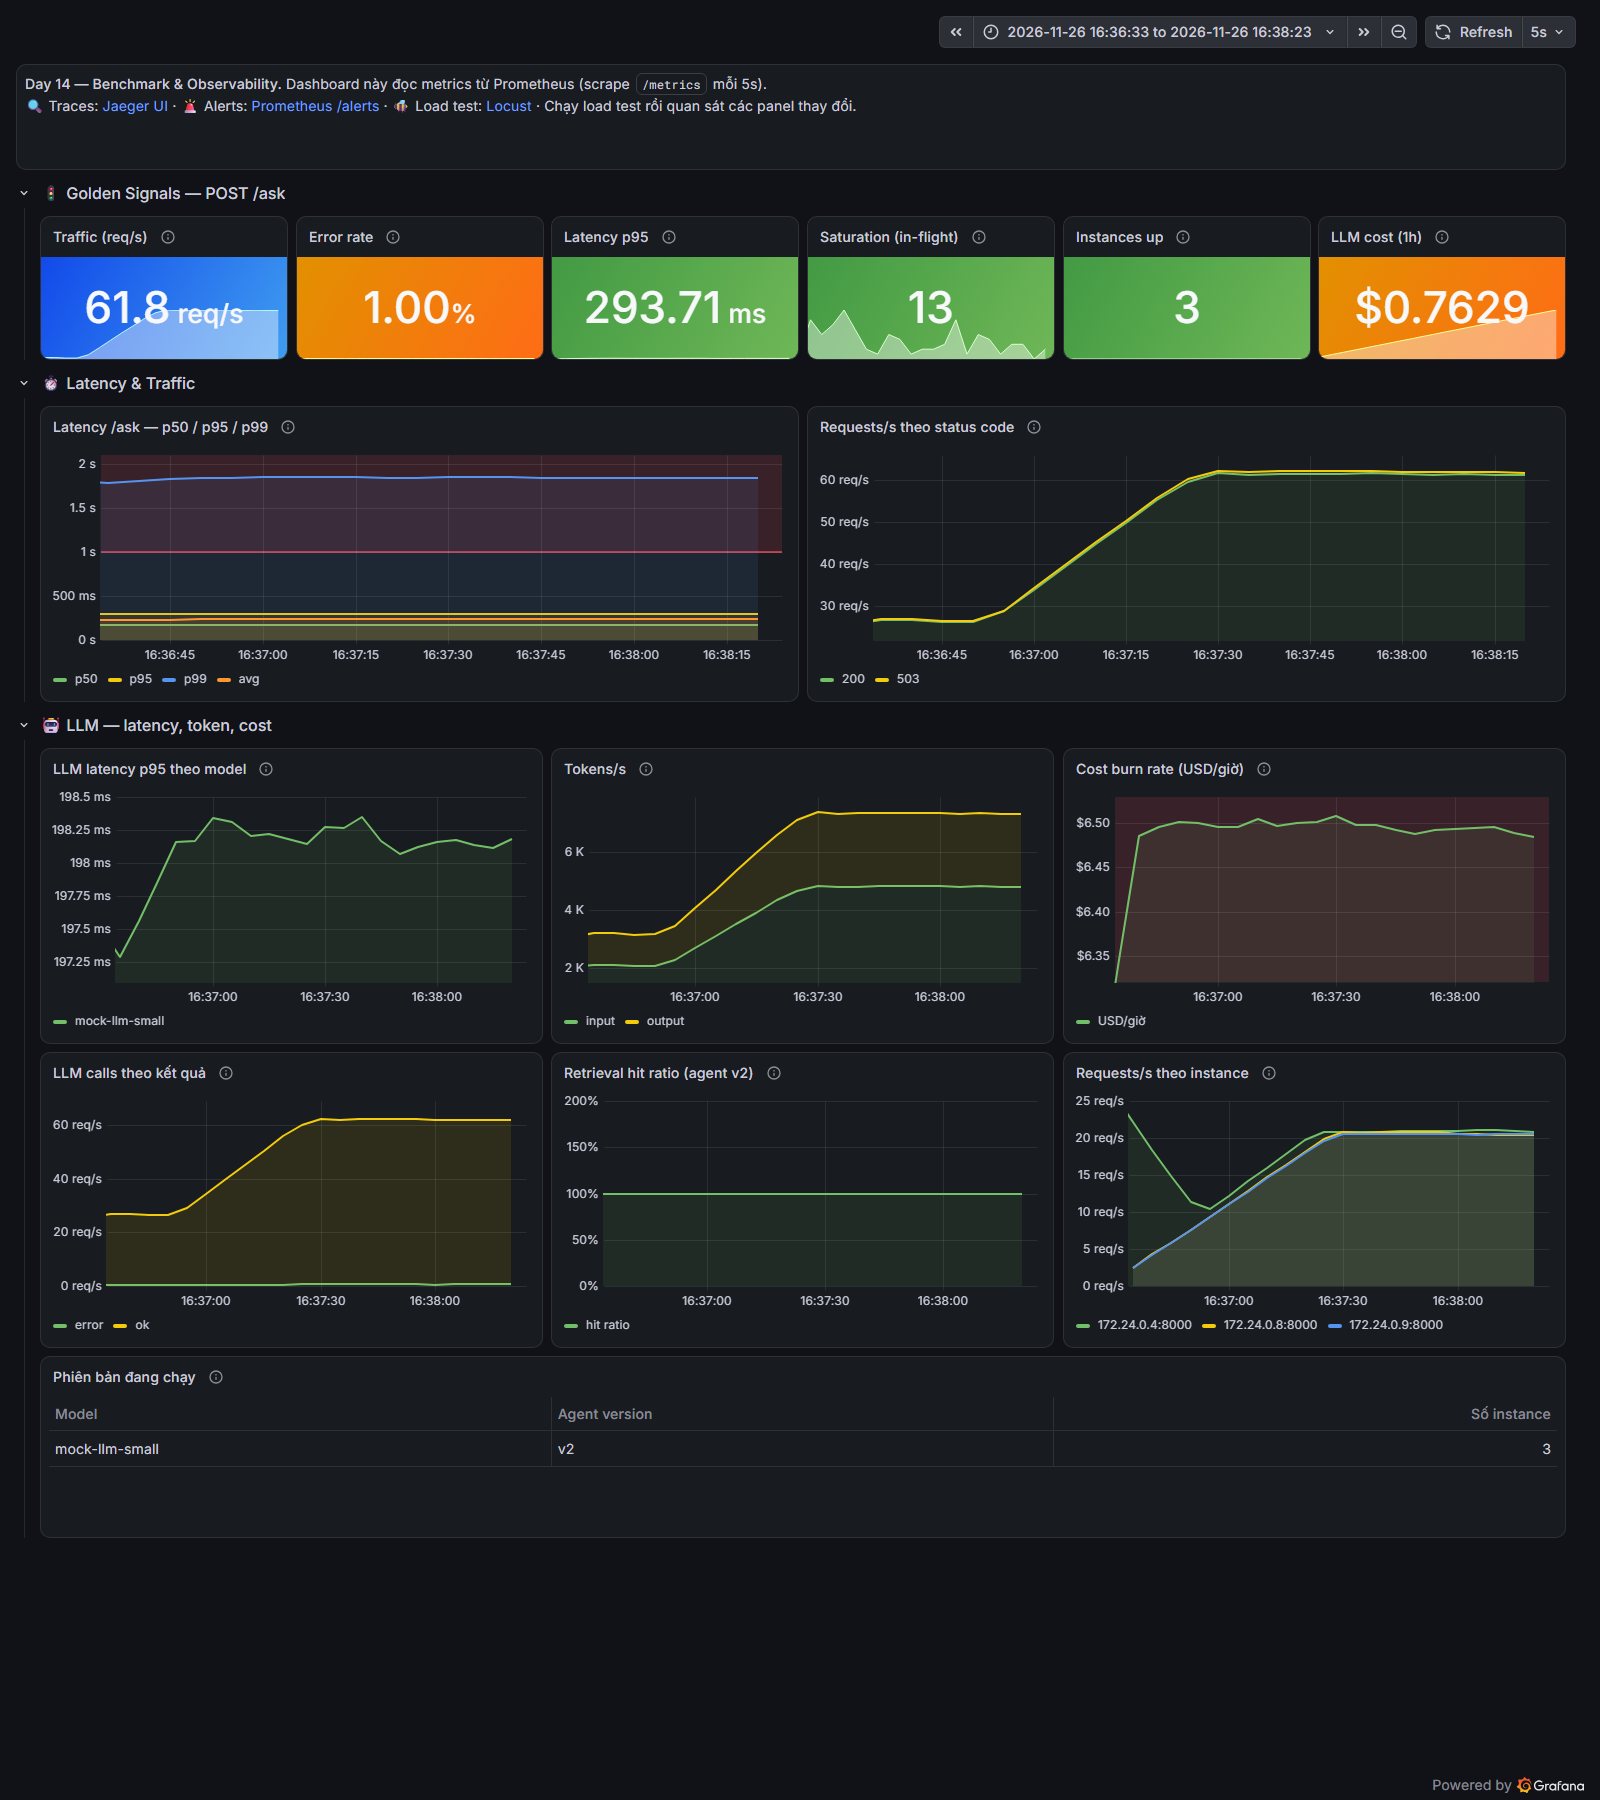 2026-11-26 16:36:33 to 2026-11-26 16:38:23
Refresh
5s
Day 14 — Benchmark & Observability. Dashboard này đọc metrics từ Prometheus (scrape /metrics mỗi 5s).
Traces: Jaeger UI · Alerts: Prometheus /alerts · Load test: Locust · Chạy load test rồi quan sát các panel thay đổi.
Golden Signals — POST /ask
Traffic (req/s)
61.8 req/s
Error rate
1.00%
Latency p95
293.71 ms
Saturation (in-flight)
13
Instances up
3
LLM cost (1h)
$0.7629
Latency & Traffic
Latency /ask — p50 / p95 / p99
2 s
1.5 s
1 s
500 ms
0 s
16:36:45 16:37:00 16:37:15 16:37:30 16:37:45 16:38:00 16:38:15
p50 p95 p99 avg
Requests/s theo status code
60 req/s
50 req/s
40 req/s
30 req/s
16:36:45 16:37:00 16:37:15 16:37:30 16:37:45 16:38:00 16:38:15
200 503
LLM — latency, token, cost
LLM latency p95 theo model
198.5 ms
198.25 ms
198 ms
197.75 ms
197.5 ms
197.25 ms
16:37:00 16:37:30 16:38:00
mock-llm-small
Tokens/s
6 K
4 K
2 K
16:37:00 16:37:30 16:38:00
input output
Cost burn rate (USD/giờ)
$6.50
$6.45
$6.40
$6.35
16:37:00 16:37:30 16:38:00
USD/giờ
LLM calls theo kết quả
60 req/s
40 req/s
20 req/s
0 req/s
16:37:00 16:37:30 16:38:00
error ok
Retrieval hit ratio (agent v2)
200%
150%
100%
50%
0%
16:37:00 16:37:30 16:38:00
hit ratio
Requests/s theo instance
25 req/s
20 req/s
15 req/s
10 req/s
5 req/s
0 req/s
16:37:00 16:37:30 16:38:00
172.24.0.4:8000 172.24.0.8:8000 172.24.0.9:8000
Phiên bản đang chạy
Model Agent version Số instance
mock-llm-small v2 3
Powered by Grafana